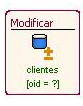 Modificar
clientes
[oid = ?]